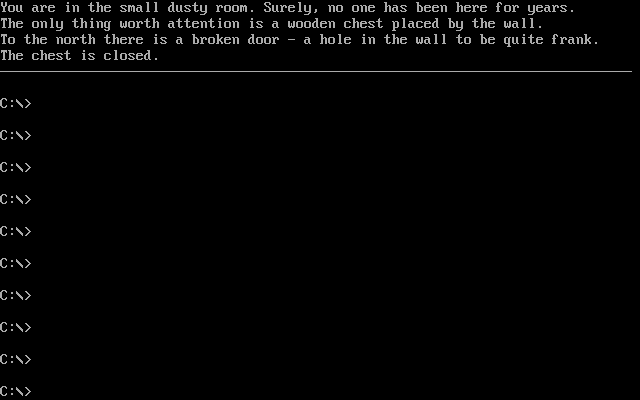 You are in the small dusty room. Surely, no one has been here for years.
The only thing worth attention is a wooden chest placed by the wall.
To the north there is a broken door - a hole in the wall to be quite frank.
The chest is closed.
C:\>
C:\>
C:\>
C:\>
C:\>
C:\>
C:\>
C:\>
C:\>
C:\>